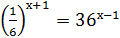 (1/6)^{x+1} = 36^{x−1}